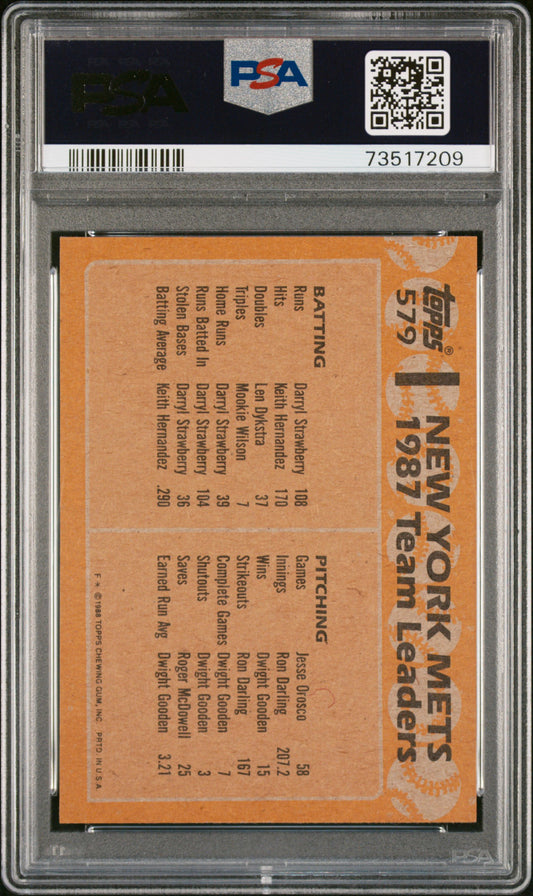 PSA
PSA
73517209
topps®
579
NEW YORK METS
1987 Team Leaders
BATTING
Runs Darryl Strawberry 108
Hits Keith Hernandez 170
Doubles Len Dykstra 37
Triples Mookie Wilson 7
Home Runs Darryl Strawberry 39
Runs Batted In Darryl Strawberry 104
Stolen Bases Darryl Strawberry 36
Batting Average Keith Hernandez .290
PITCHING
Games Jesse Orosco 58
Innings Ron Darling 207.2
Wins Dwight Gooden 15
Strikeouts Ron Darling 167
Complete Games Dwight Gooden 7
Shutouts Dwight Gooden 3
Saves Roger McDowell 25
Earned Run Avg Dwight Gooden 3.21
F * ©1988 TOPPS CHEWING GUM, INC. PRTD. IN U.S.A.
PSA